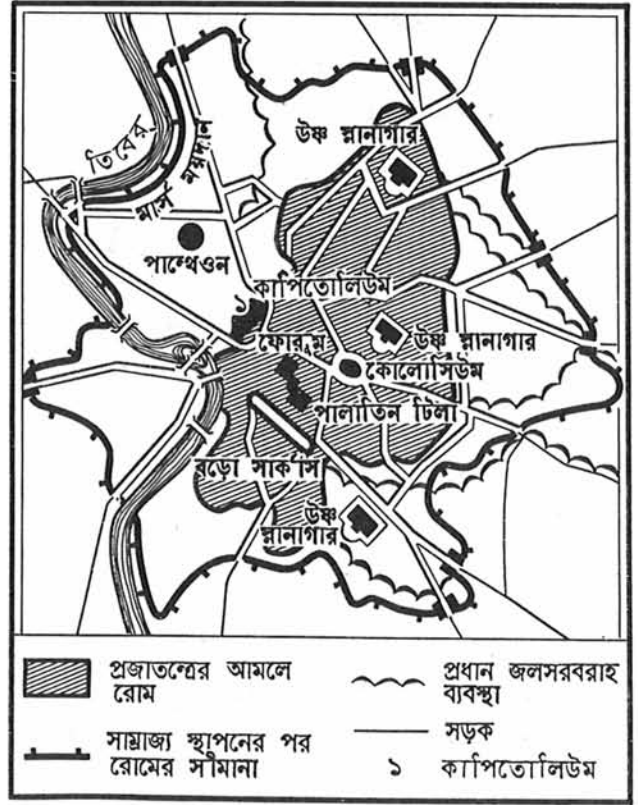 উষ্ণ স্নানাগার
তিবের
মার্স ময়দান
পান্থেওন
কাপিতোলিউম
১
ফোরুম
উষ্ণ স্নানাগার
কোলোসিউম
পালাতিন টিলা
বড়ো সার্কাস
উষ্ণ
স্নানাগার
প্রজাতন্ত্রের আমলে
রোম
প্রধান জলসরবরাহ
ব্যবস্থা
সাম্রাজ্য স্থাপনের পর
রোমের সীমানা
সড়ক
১ কাপিতোলিউম